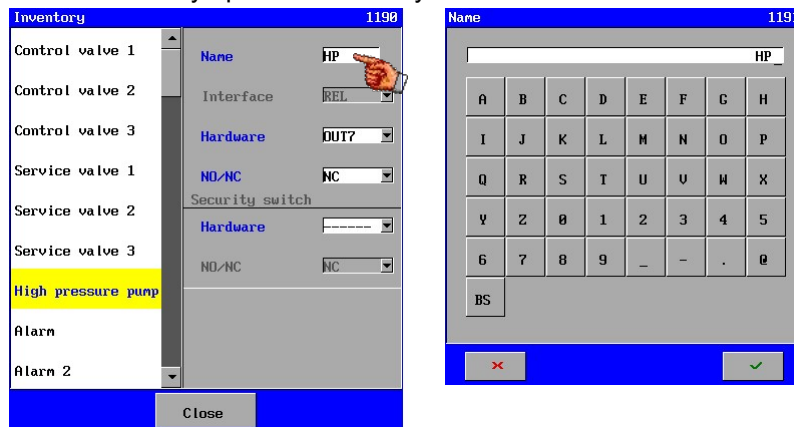 Inventory 1190
Control valve 1
Control valve 2
Control valve 3
Service valve 1
Service valve 2
Service valve 3
High pressure pump
Alarm
Alarm 2
Name HP
Interface REL
Hardware OUT7
NO/NC NC
Security switch
Hardware ------
NO/NC NC
Close
Name
HP_
A B C D E F G H
I J K L M N O P
Q R S T U V W X
Y Z 0 1 2 3 4 5
6 7 8 9 _ - . @
BS